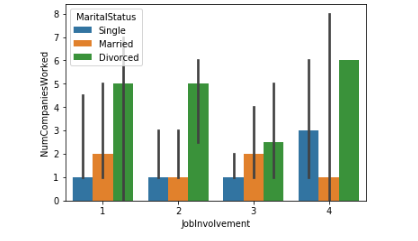 8
7
6
5
4
3
2
1
0
NumCompaniesWorked
MaritalStatus
Single
Married
Divorced
1 2 3 4
JobInvolvement